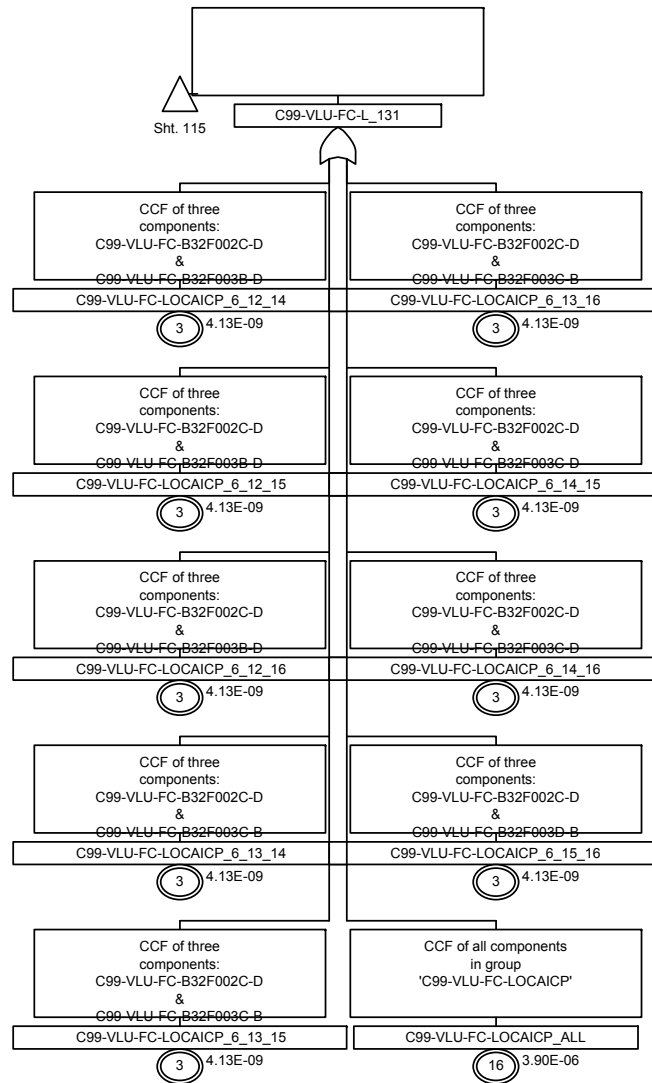 Sht. 115
C99-VLU-FC-L_131
CCF of three
components:
C99-VLU-FC-B32F002C-D
&
C99-VLU-FC-B32F003B-D
C99-VLU-FC-LOCAICP_6_12_14
3
4.13E-09
CCF of three
components:
C99-VLU-FC-B32F002C-D
&
C99-VLU-FC-B32F003C-B
C99-VLU-FC-LOCAICP_6_13_16
3
4.13E-09
CCF of three
components:
C99-VLU-FC-B32F002C-D
&
C99-VLU-FC-B32F003B-D
C99-VLU-FC-LOCAICP_6_12_15
3
4.13E-09
CCF of three
components:
C99-VLU-FC-B32F002C-D
&
C99-VLU-FC-B32F003C-D
C99-VLU-FC-LOCAICP_6_14_15
3
4.13E-09
CCF of three
components:
C99-VLU-FC-B32F002C-D
&
C99-VLU-FC-B32F003B-D
C99-VLU-FC-LOCAICP_6_12_16
3
4.13E-09
CCF of three
components:
C99-VLU-FC-B32F002C-D
&
C99-VLU-FC-B32F003C-D
C99-VLU-FC-LOCAICP_6_14_16
3
4.13E-09
CCF of three
components:
C99-VLU-FC-B32F002C-D
&
C99-VLU-FC-B32F003C-B
C99-VLU-FC-LOCAICP_6_13_14
3
4.13E-09
CCF of three
components:
C99-VLU-FC-B32F002C-D
&
C99-VLU-FC-B32F003D-B
C99-VLU-FC-LOCAICP_6_15_16
3
4.13E-09
CCF of three
components:
C99-VLU-FC-B32F002C-D
&
C99-VLU-FC-B32F003C-B
C99-VLU-FC-LOCAICP_6_13_15
3
4.13E-09
CCF of all components
in group
'C99-VLU-FC-LOCAICP'
C99-VLU-FC-LOCAICP_ALL
16
3.90E-06